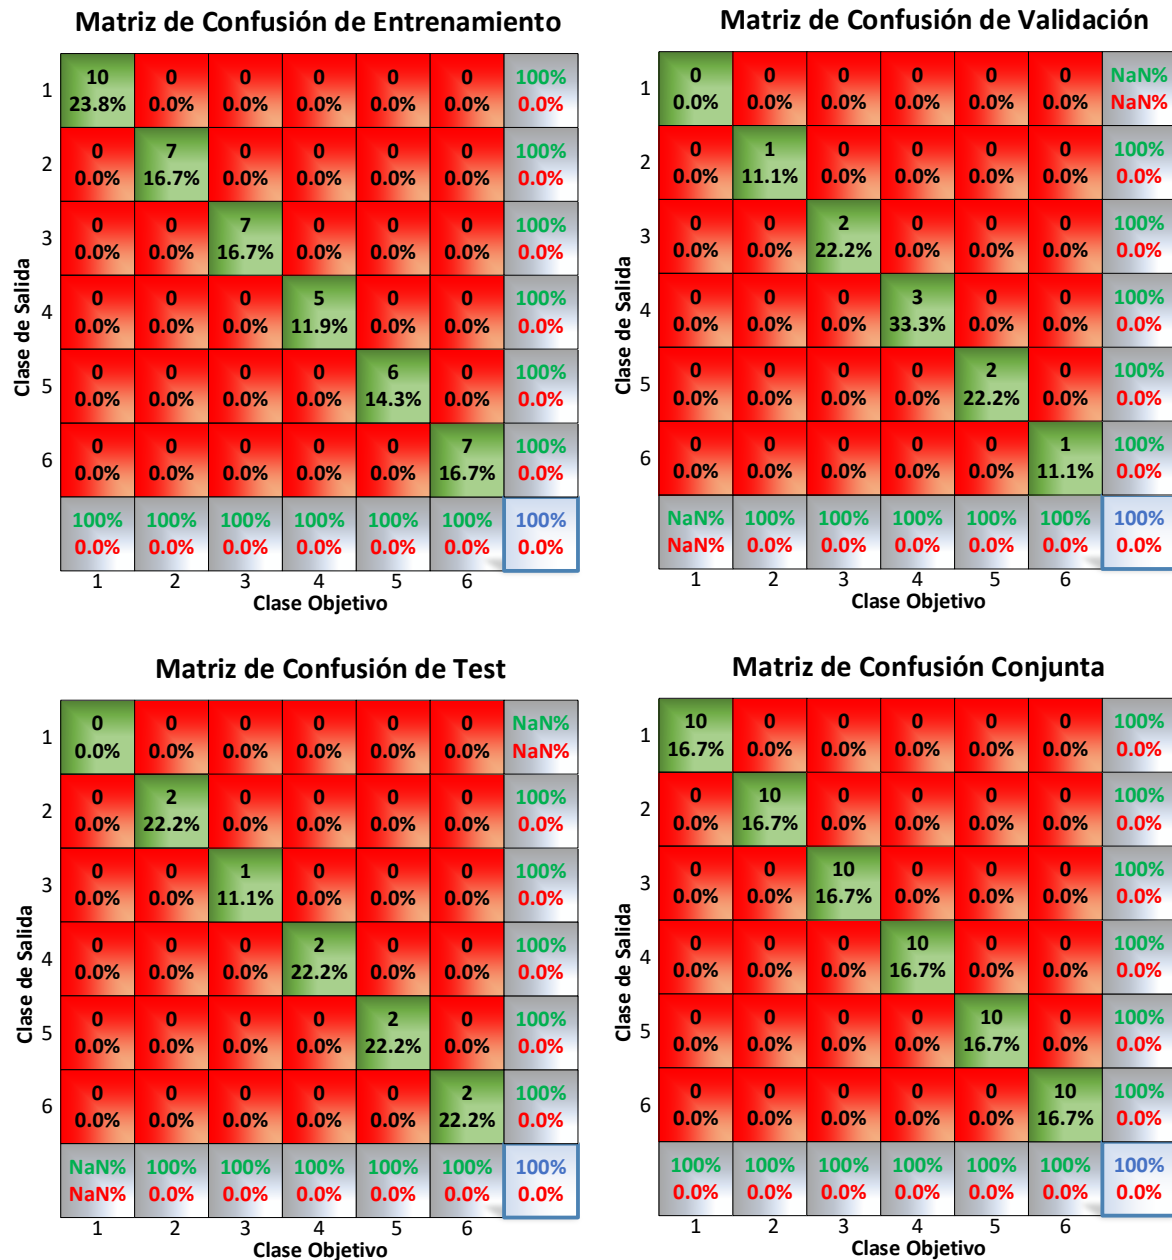 Matriz de Confusión de Entrenamiento
10 0 0 0 0 0 100%
1
23.8% 0.0% 0.0% 0.0% 0.0% 0.0% 0.0%
0 7 0 0 0 0 100%
2
0.0% 16.7% 0.0% 0.0% 0.0% 0.0% 0.0%
0 0 7 0 0 0 100%
3
0.0% 0.0% 16.7% 0.0% 0.0% 0.0% 0.0%
0 0 0 5 0 0 100%
4
0.0% 0.0% 0.0% 11.9% 0.0% 0.0% 0.0%
0 0 0 0 6 0 100%
5
0.0% 0.0% 0.0% 0.0% 14.3% 0.0% 0.0%
0 0 0 0 0 7 100%
6
0.0% 0.0% 0.0% 0.0% 0.0% 16.7% 0.0%
100% 100% 100% 100% 100% 100% 100%
0.0% 0.0% 0.0% 0.0% 0.0% 0.0% 0.0%
1 2 3 4 5 6
Clase Objetivo
Clase de Salida
Matriz de Confusión de Validación
0 0 0 0 0 0 NaN%
1
0.0% 0.0% 0.0% 0.0% 0.0% 0.0% NaN%
0 1 0 0 0 0 100%
2
0.0% 11.1% 0.0% 0.0% 0.0% 0.0% 0.0%
0 0 2 0 0 0 100%
3
0.0% 0.0% 22.2% 0.0% 0.0% 0.0% 0.0%
0 0 0 3 0 0 100%
4
0.0% 0.0% 0.0% 33.3% 0.0% 0.0% 0.0%
0 0 0 0 2 0 100%
5
0.0% 0.0% 0.0% 0.0% 22.2% 0.0% 0.0%
0 0 0 0 0 1 100%
6
0.0% 0.0% 0.0% 0.0% 0.0% 11.1% 0.0%
NaN% 100% 100% 100% 100% 100% 100%
NaN% 0.0% 0.0% 0.0% 0.0% 0.0% 0.0%
1 2 3 4 5 6
Clase Objetivo
Clase de Salida
Matriz de Confusión de Test
0 0 0 0 0 0 NaN%
1
0.0% 0.0% 0.0% 0.0% 0.0% 0.0% NaN%
0 2 0 0 0 0 100%
2
0.0% 22.2% 0.0% 0.0% 0.0% 0.0% 0.0%
0 0 1 0 0 0 100%
3
0.0% 0.0% 11.1% 0.0% 0.0% 0.0% 0.0%
0 0 0 2 0 0 100%
4
0.0% 0.0% 0.0% 22.2% 0.0% 0.0% 0.0%
0 0 0 0 2 0 100%
5
0.0% 0.0% 0.0% 0.0% 22.2% 0.0% 0.0%
0 0 0 0 0 2 100%
6
0.0% 0.0% 0.0% 0.0% 0.0% 22.2% 0.0%
NaN% 100% 100% 100% 100% 100% 100%
NaN% 0.0% 0.0% 0.0% 0.0% 0.0% 0.0%
1 2 3 4 5 6
Clase Objetivo
Clase de Salida
Matriz de Confusión Conjunta
10 0 0 0 0 0 100%
1
16.7% 0.0% 0.0% 0.0% 0.0% 0.0% 0.0%
0 10 0 0 0 0 100%
2
0.0% 16.7% 0.0% 0.0% 0.0% 0.0% 0.0%
0 0 10 0 0 0 100%
3
0.0% 0.0% 16.7% 0.0% 0.0% 0.0% 0.0%
0 0 0 10 0 0 100%
4
0.0% 0.0% 0.0% 16.7% 0.0% 0.0% 0.0%
0 0 0 0 10 0 100%
5
0.0% 0.0% 0.0% 0.0% 16.7% 0.0% 0.0%
0 0 0 0 0 10 100%
6
0.0% 0.0% 0.0% 0.0% 0.0% 16.7% 0.0%
100% 100% 100% 100% 100% 100% 100%
0.0% 0.0% 0.0% 0.0% 0.0% 0.0% 0.0%
1 2 3 4 5 6
Clase Objetivo
Clase de Salida